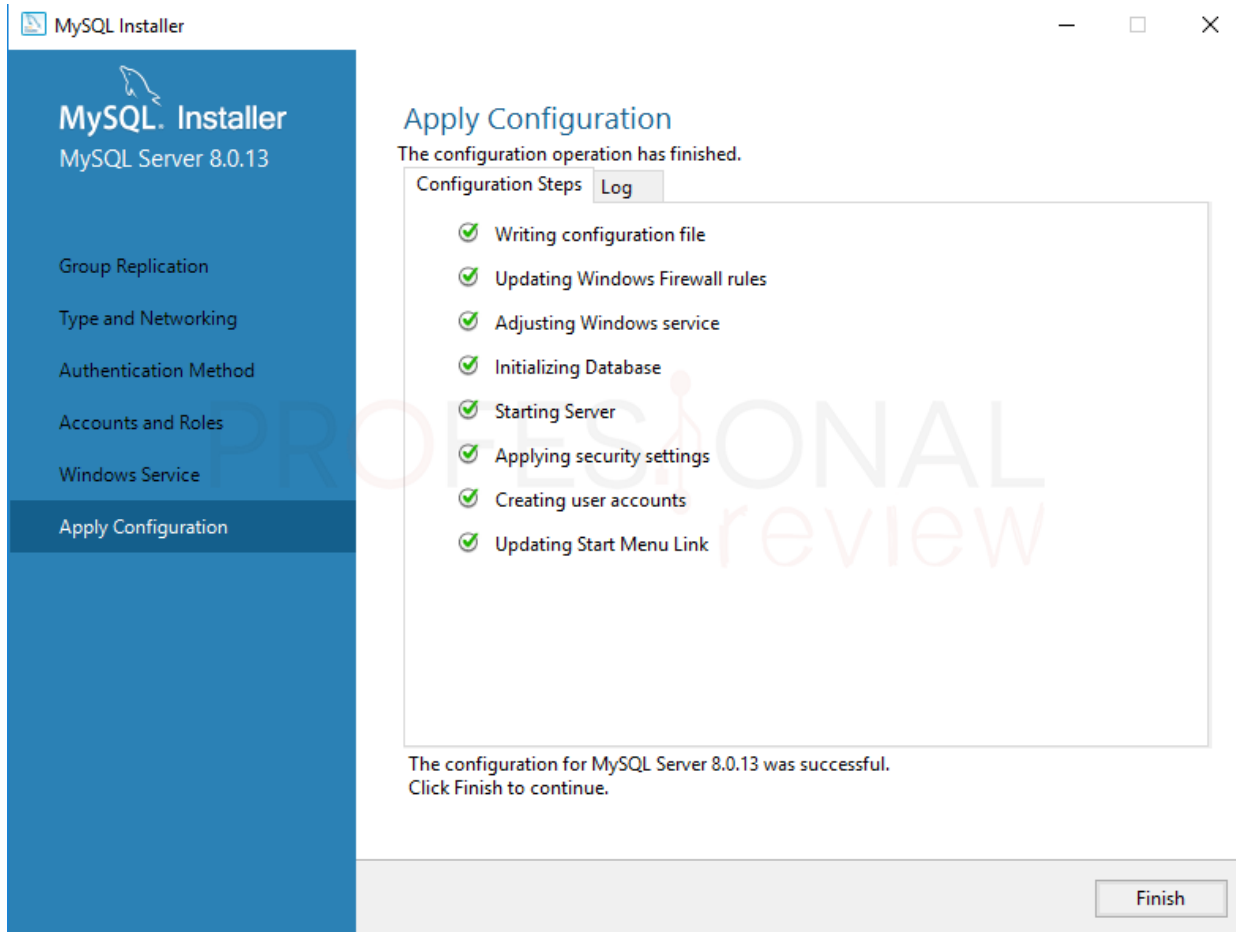 MySQL Installer
MySQL. Installer
MySQL Server 8.0.13
Group Replication
Type and Networking
Authentication Method
Accounts and Roles
Windows Service
Apply Configuration
Apply Configuration
The configuration operation has finished.
Configuration Steps Log
Writing configuration file
Updating Windows Firewall rules
Adjusting Windows service
Initializing Database
Starting Server
Applying security settings
Creating user accounts
Updating Start Menu Link
PROFESIONAL
review
The configuration for MySQL Server 8.0.13 was successful.
Click Finish to continue.
Finish